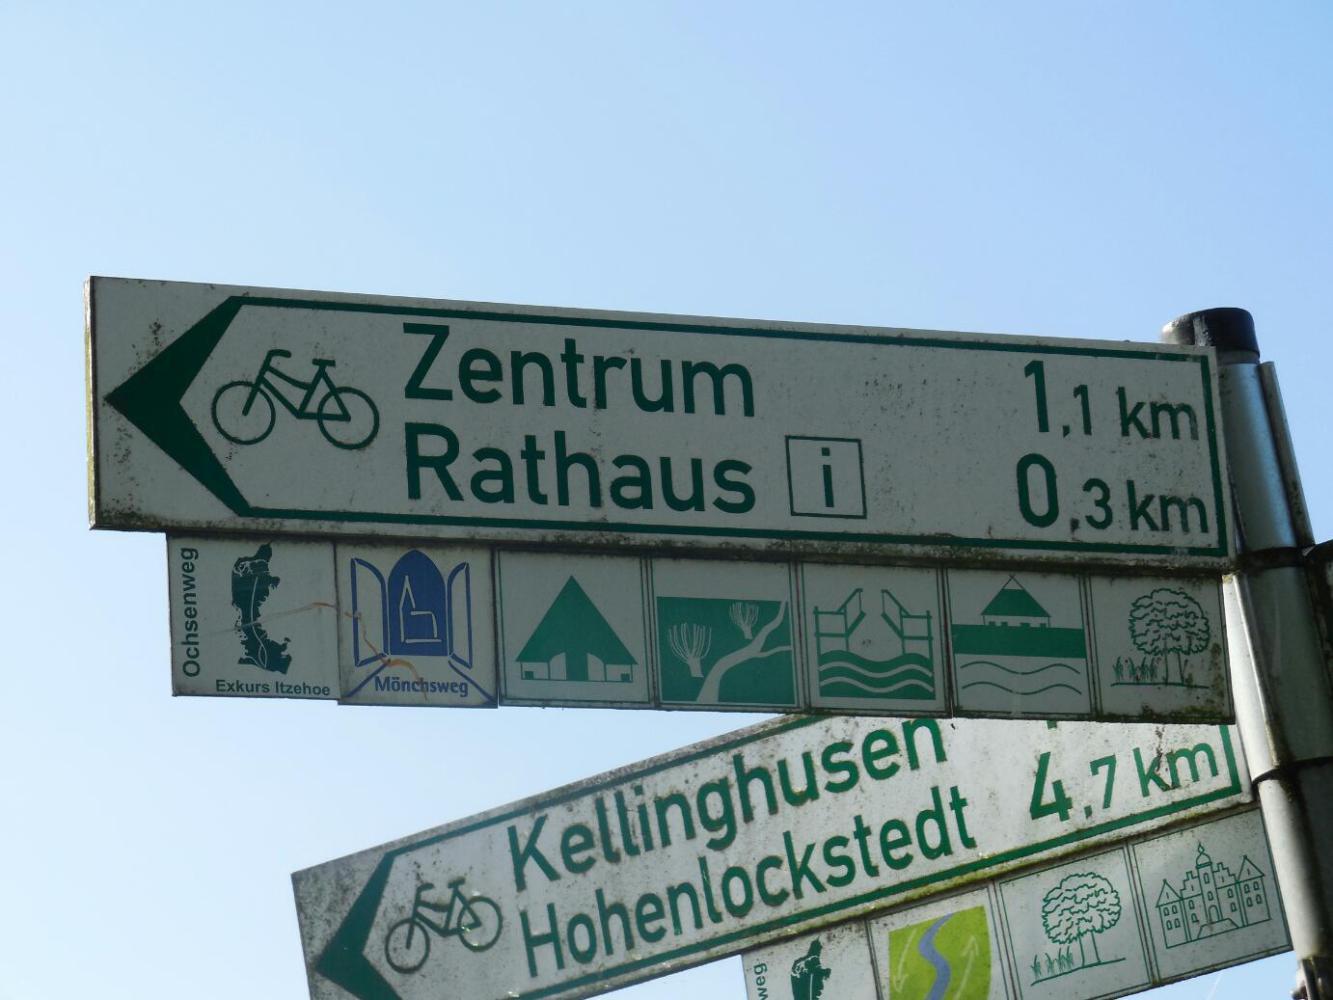 Zentrum 1,1 km
Rathaus i 0,3 km
Ochsenweg
Exkurs Itzehoe
Mönchsweg
Kellinghusen
Hohenlockstedt 4,7 km